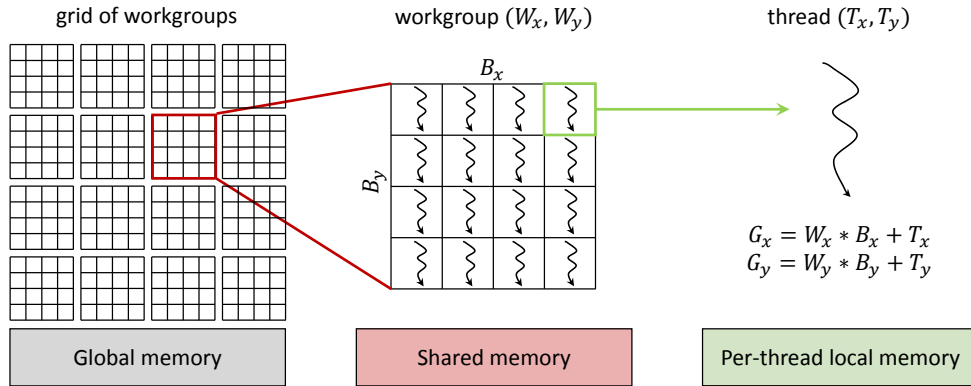 grid of workgroups
workgroup (W_x, W_y)
thread (T_x, T_y)
B_x
B_y
G_x = W_x * B_x + T_x
G_y = W_y * B_y + T_y
Global memory
Shared memory
Per-thread local memory